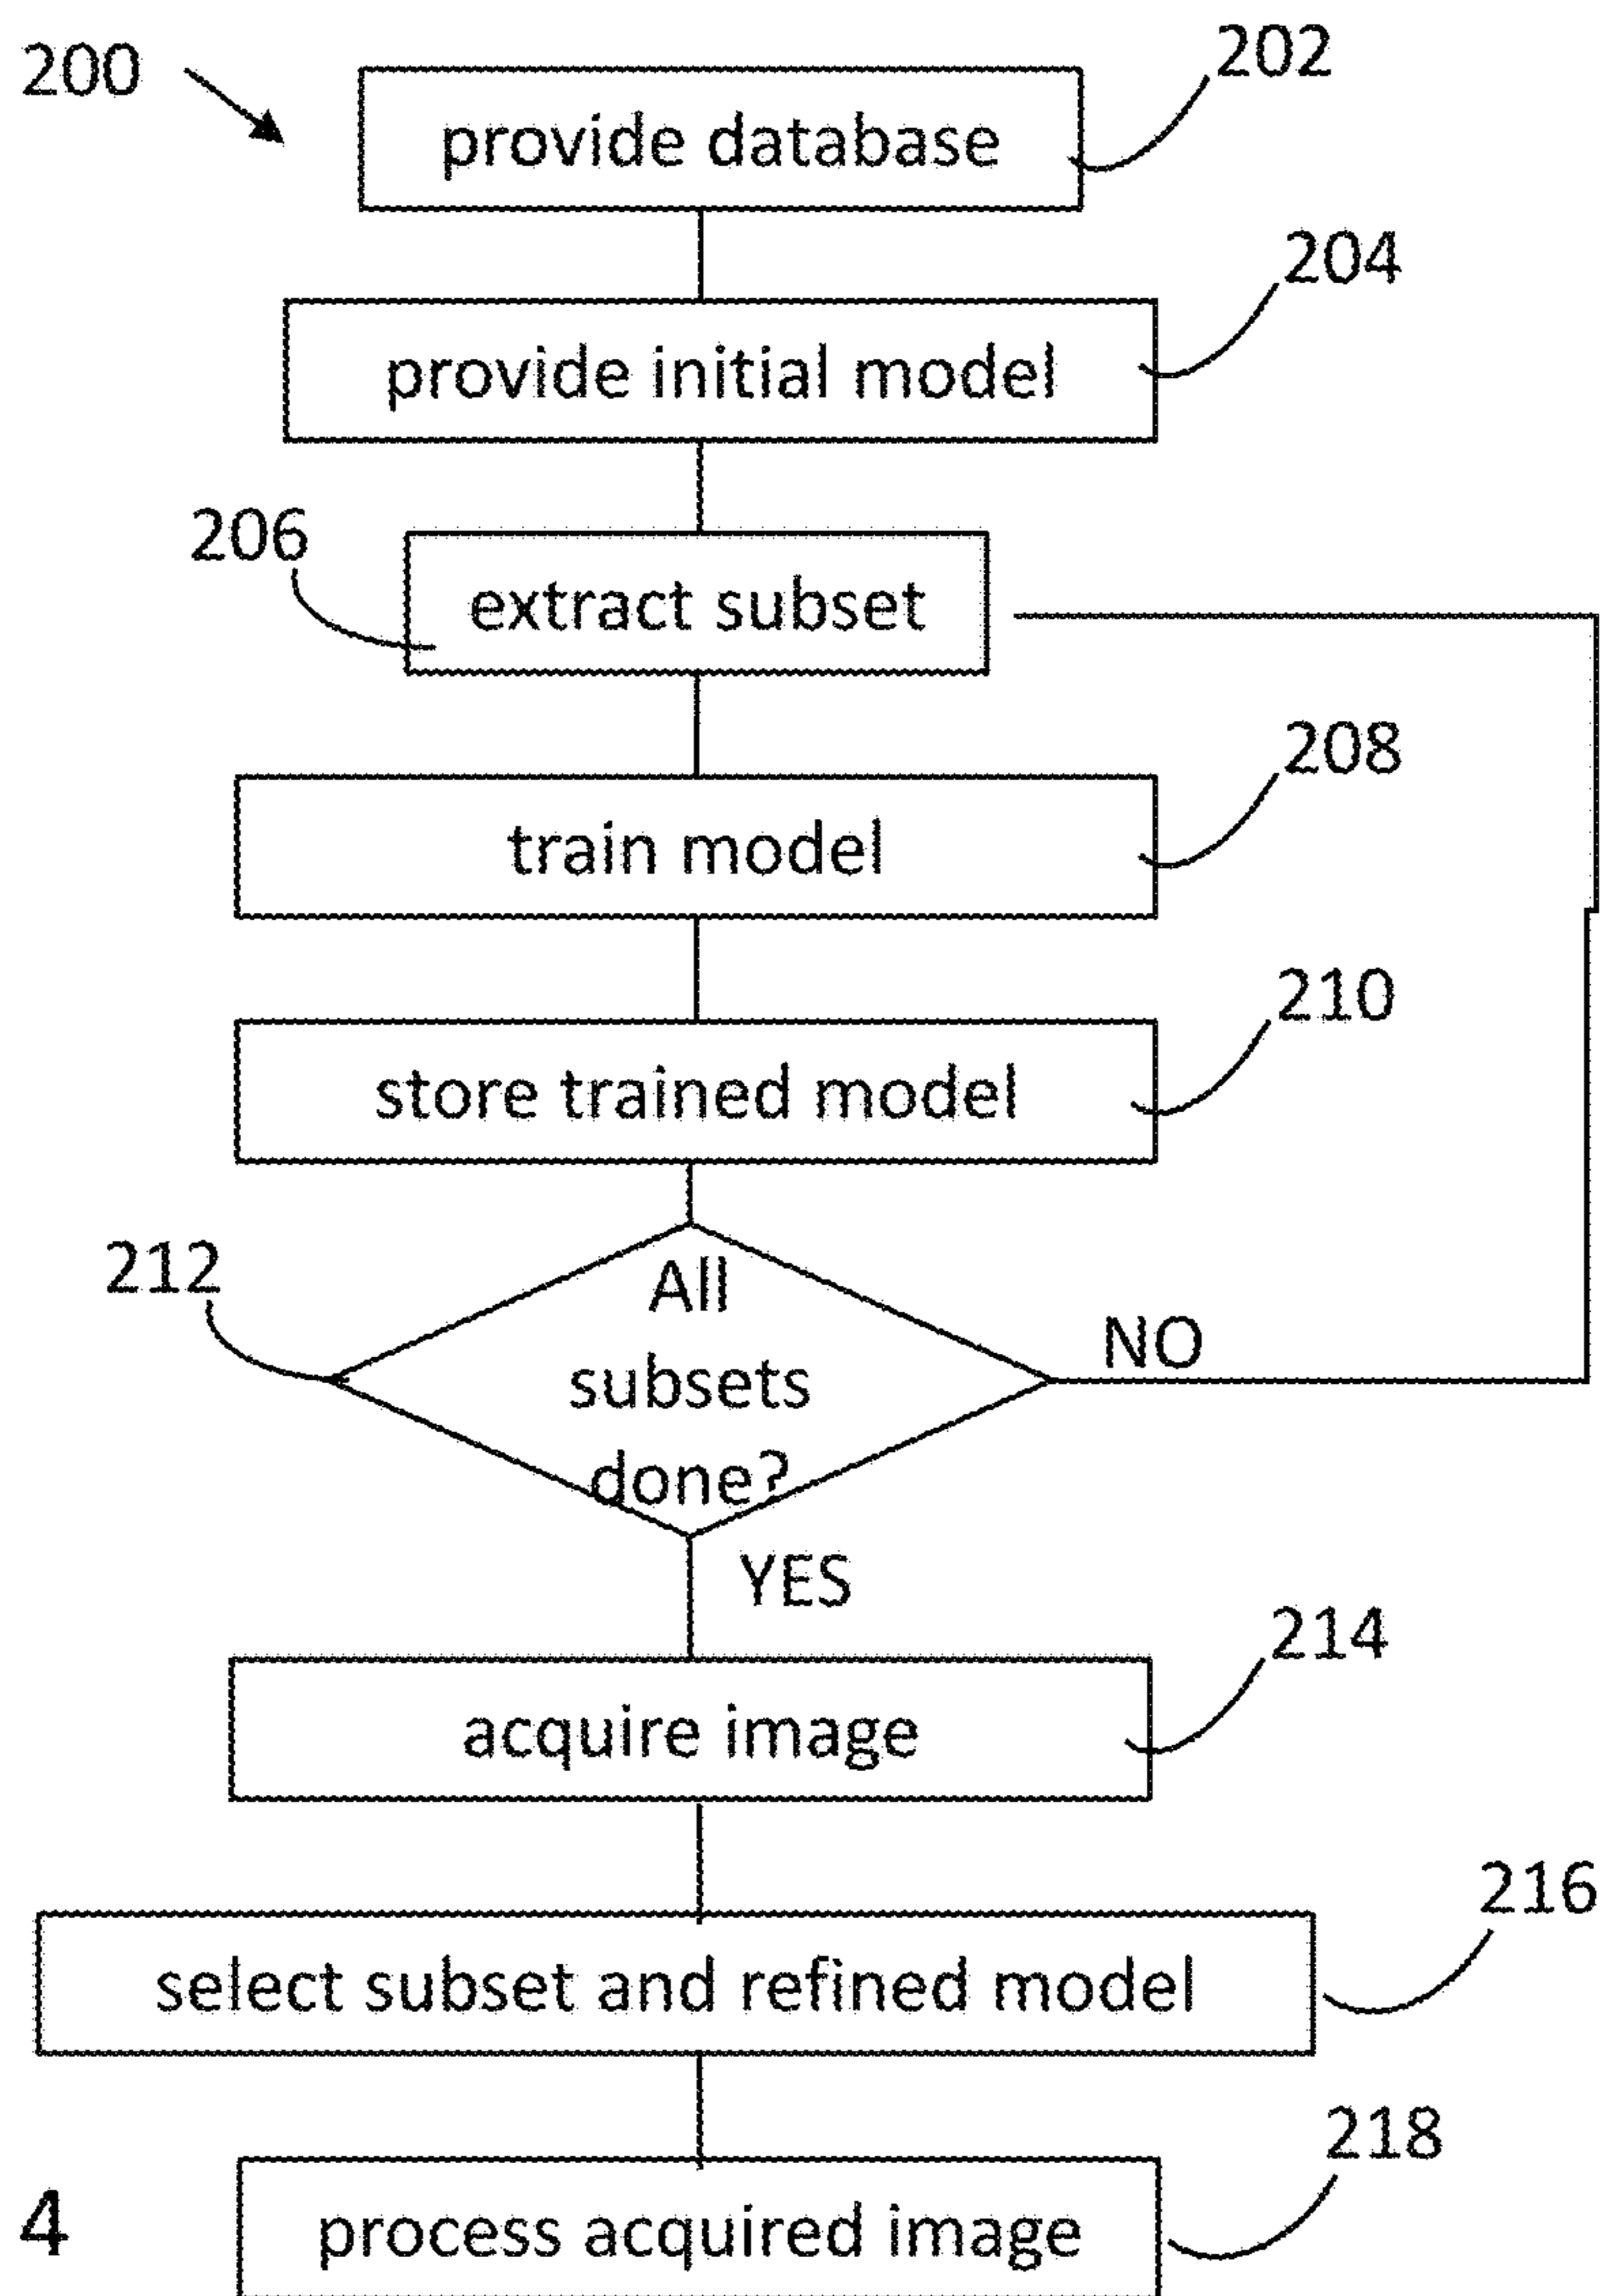 200
202
provide database
204
provide initial model
206
extract subset
208
train model
210
store trained model
212
All
subsets
done?
NO
YES
214
acquire image
216
select subset and refined model
218
4
process acquired image